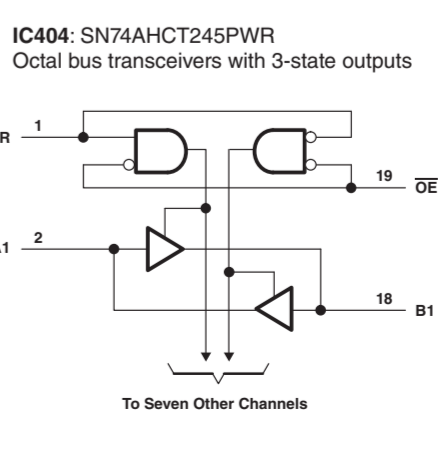 IC404: SN74AHCT245PWR
Octal bus transceivers with 3-state outputs
R 1
19 OE
A1 2
18 B1
To Seven Other Channels